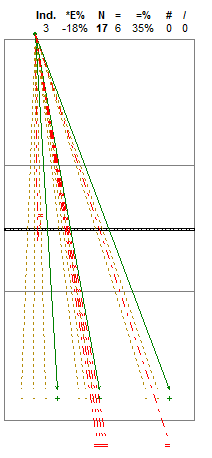 Ind. *E% N = =% # /
3 -18% 17 6 35% 0 0